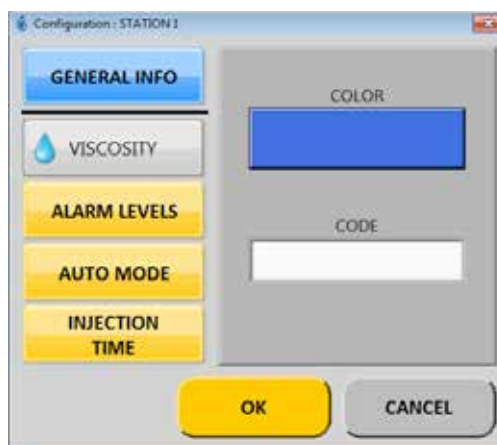 Configuration : STATION 1
GENERAL INFO
VISCOSITY
ALARM LEVELS
AUTO MODE
INJECTION
TIME
COLOR
CODE
OK
CANCEL